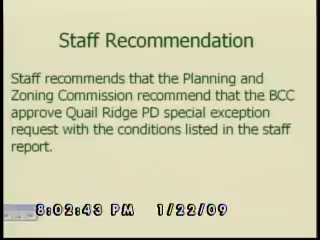 Staff Recommendation
Staff recommends that the Planning and
Zoning Commission recommend that the BCC
approve Quail Ridge PD special exception
request with the conditions listed in the staff
report.
8:02:43 PM 1/22/09